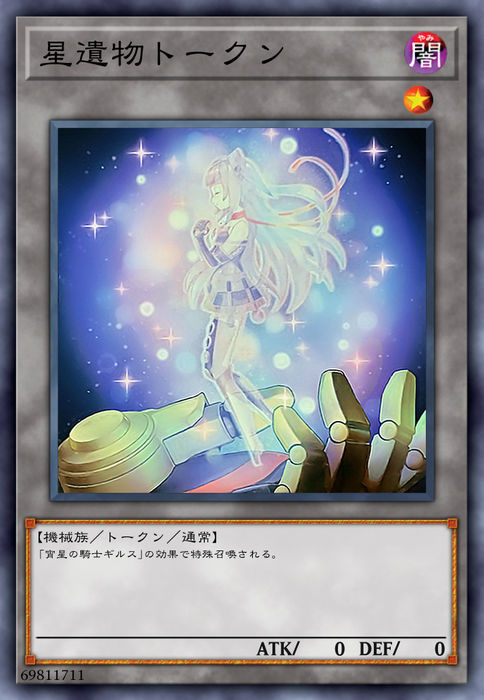 星遺物トークン
やみ
闇
【機械族／トークン／通常】
「宵星の騎士ギルス」の効果で特殊召喚される。
ATK/ 0 DEF/ 0
69811711